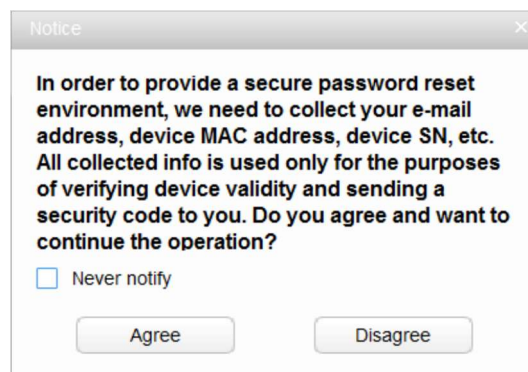 Notice
In order to provide a secure password reset
environment, we need to collect your e-mail
address, device MAC address, device SN, etc.
All collected info is used only for the purposes
of verifying device validity and sending a
security code to you. Do you agree and want to
continue the operation?
Never notify
Agree
Disagree